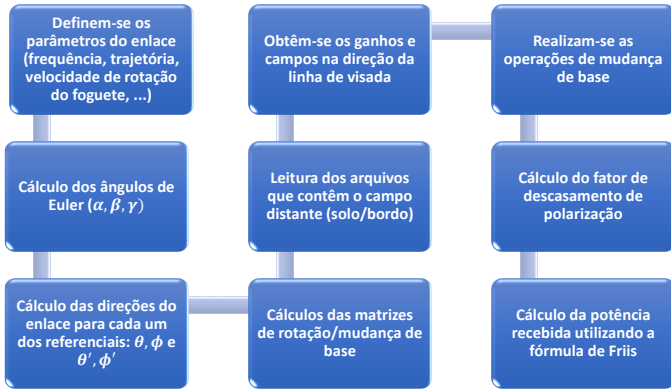 Definem-se os
parâmetros do enlace
(frequência, trajetória,
velocidade de rotação
do foguete, ...)
Cálculo dos ângulos de
Euler (α, β, γ)
Cálculo das direções do
enlace para cada um
dos referenciais: θ, ϕ e
θ′, ϕ′
Cálculos das matrizes
de rotação/mudança de
base
Leitura dos arquivos
que contêm o campo
distante (solo/bordo)
Obtêm-se os ganhos e
campos na direção da
linha de visada
Realizam-se as
operações de mudança
de base
Cálculo do fator de
descasamento de
polarização
Cálculo da potência
recebida utilizando a
fórmula de Friis